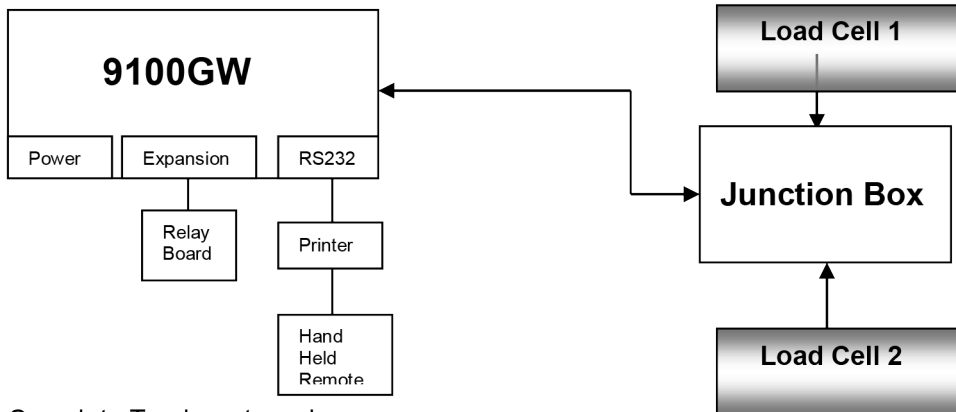 9100GW
Power
Expansion
RS232
Relay
Board
Printer
Hand
Held
Remote
Load Cell 1
Junction Box
Load Cell 2